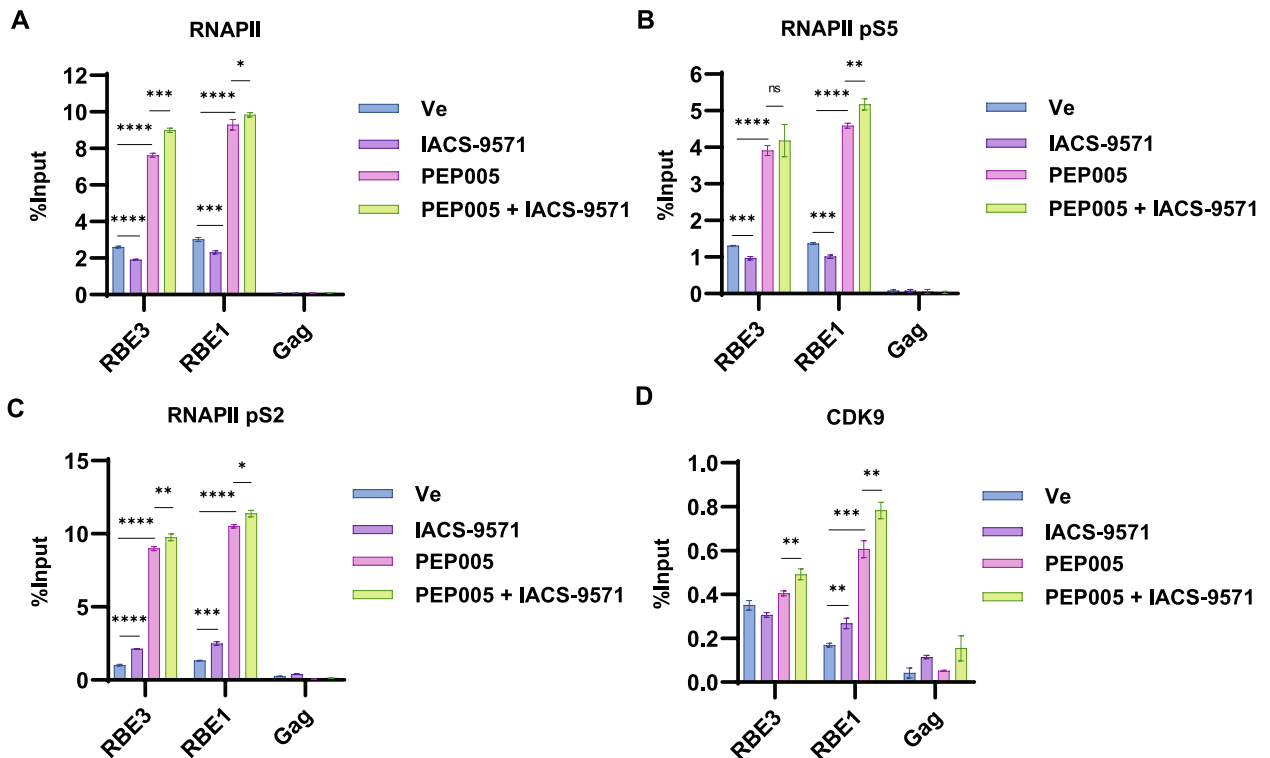 A
RNAPII
%Input
12
10
8
6
4
2
0
****
****
***
***
****
*
RBE3
RBE1
Gag
Ve
IACS-9571
PEP005
PEP005 + IACS-9571
B
RNAPII pS5
%Input
6
5
4
3
2
1
0
***
****
ns
***
****
**
RBE3
RBE1
Gag
Ve
IACS-9571
PEP005
PEP005 + IACS-9571
C
RNAPII pS2
%Input
15
10
5
0
****
****
**
***
****
*
RBE3
RBE1
Gag
Ve
IACS-9571
PEP005
PEP005 + IACS-9571
D
CDK9
%Input
1.0
0.8
0.6
0.4
0.2
0.0
**
**
***
**
RBE3
RBE1
Gag
Ve
IACS-9571
PEP005
PEP005 + IACS-9571